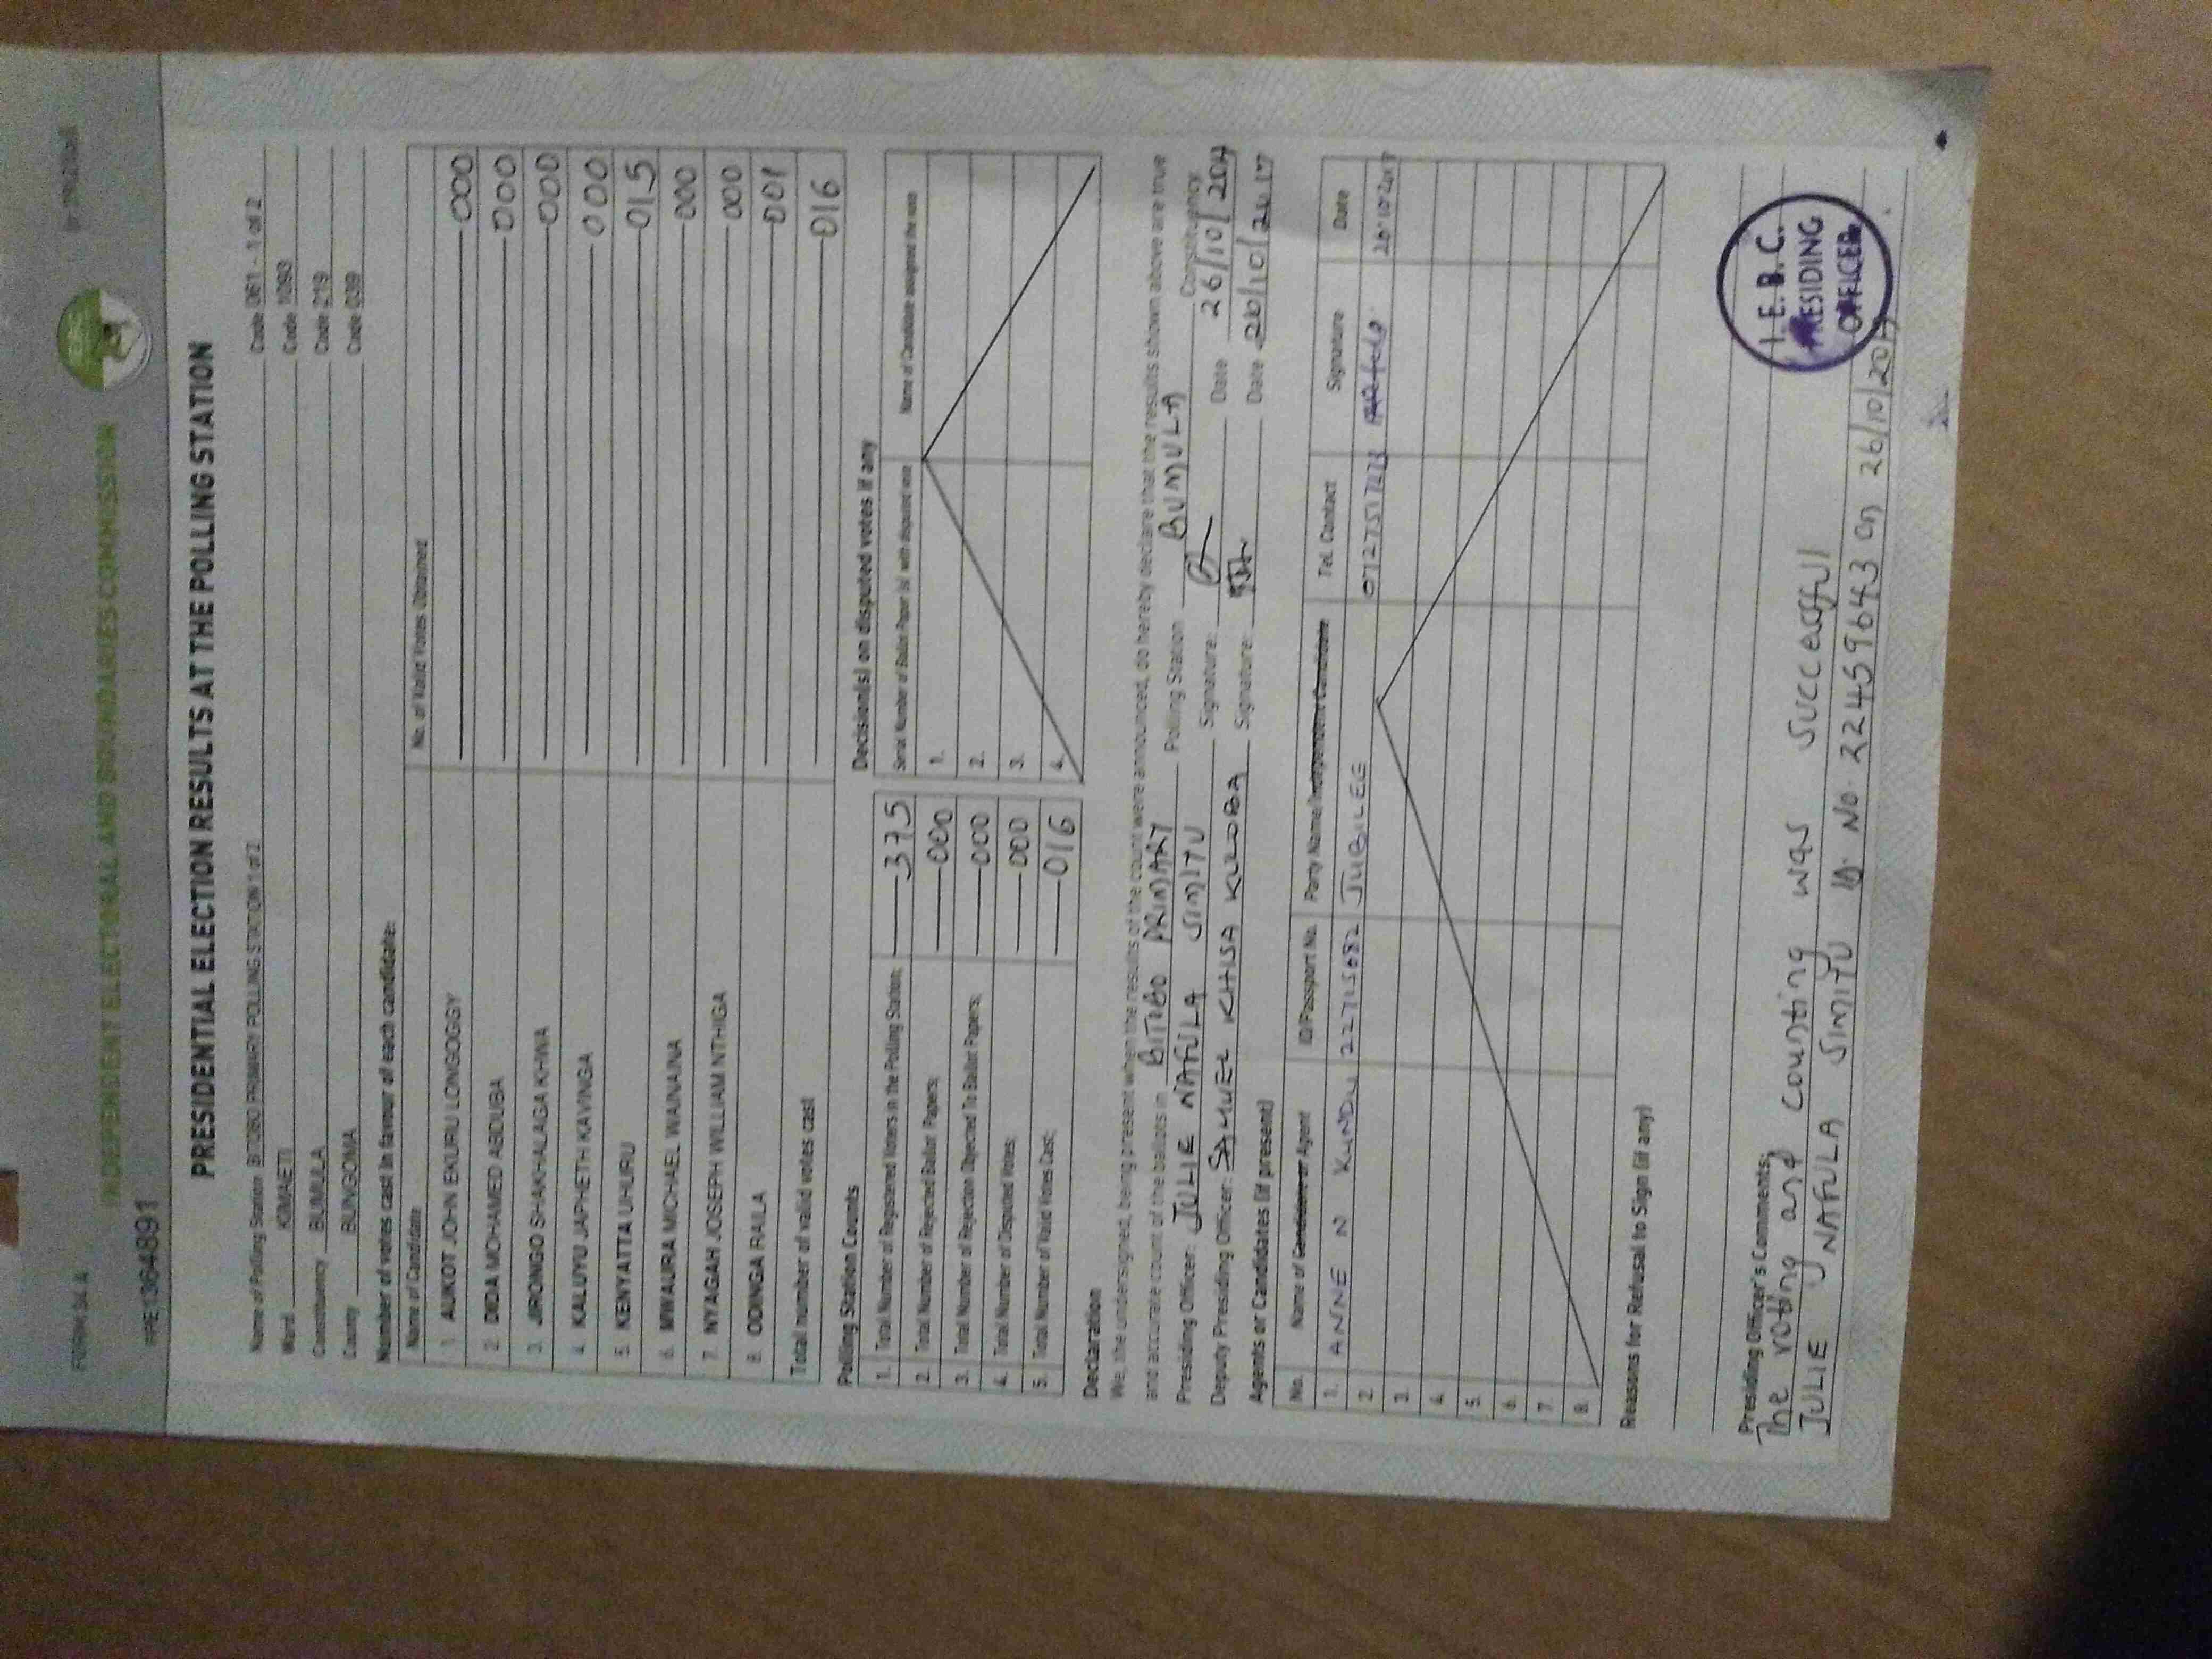 FORM 34 A
INDEPENDENT ELECTORAL AND BOUNDARIES COMMISSION
PRE1364891
PRESIDENTIAL ELECTION RESULTS AT THE POLLING STATION
Name of Polling Station BITOBO PRIMARY POLLING STATION 1 of 2 Code 061 - 1 of 2
Ward KIMAETI Code 1093
Constituency BUMULA Code 219
County BUNGOMA Code 039
Number of votes cast in favour of each candidate:
Name of Candidate No. of Valid Votes Obtained
1. AUKOT JOHN EKURU LONGOGGY 000
2. DIDA MOHAMED ABDUBA 000
3. JIRONGO SHAKHALAGA KHWA 000
4. KALUYU JAPHETH KAVINGA 000
5. KENYATTA UHURU 015
6. MWAURA MICHAEL WAINAINA 000
7. NYAGAH JOSEPH WILLIAM NTHIGA 000
8. ODINGA RAILA 001
Total number of valid votes cast 016
Polling Station Counts
1. Total Number of Registered Voters in the Polling Station; 375
2. Total Number of Rejected Ballot Papers; 000
3. Total Number of Rejection Objected To Ballot Papers; 000
4. Total Number of Disputed Votes; 000
5. Total Number of Valid Votes Cast; 016
Decision(s) on disputed votes if any
Serial Number of Ballot Paper (s) with disputed vote Name of Candidate assigned the vote
1.
2.
3.
4.
Declaration
We, the undersigned, being present when the results of the count were announced, do hereby declare that the results shown above are true
and accurate count of the ballots in BITOBO PRIMARY Polling Station BUMULA Constituency
Presiding Officer: JULIE NAFULA SIMITU Signature: Date 26/10/2017
Deputy Presiding Officer: SAMUEL KHISA KULOBA Signature: Date 26/10/2017
Agents or Candidates (if present)
No. Name of Candidate or Agent ID/Passport No. Party Name/Independent Candidate Tel. Contact Signature Date
1. ANNE N KUNDU JUBILEE 26/10/2017
2.
3.
4.
5.
6.
7.
8.
Reasons for Refusal to Sign (if any)
Presiding Officer's Comments;
The voting and counting was successfull
JULIE NAFULA SIMITU ID. No. 22459643 on 26/10/2017
I.E.B.C.
PRESIDING
OFFICER